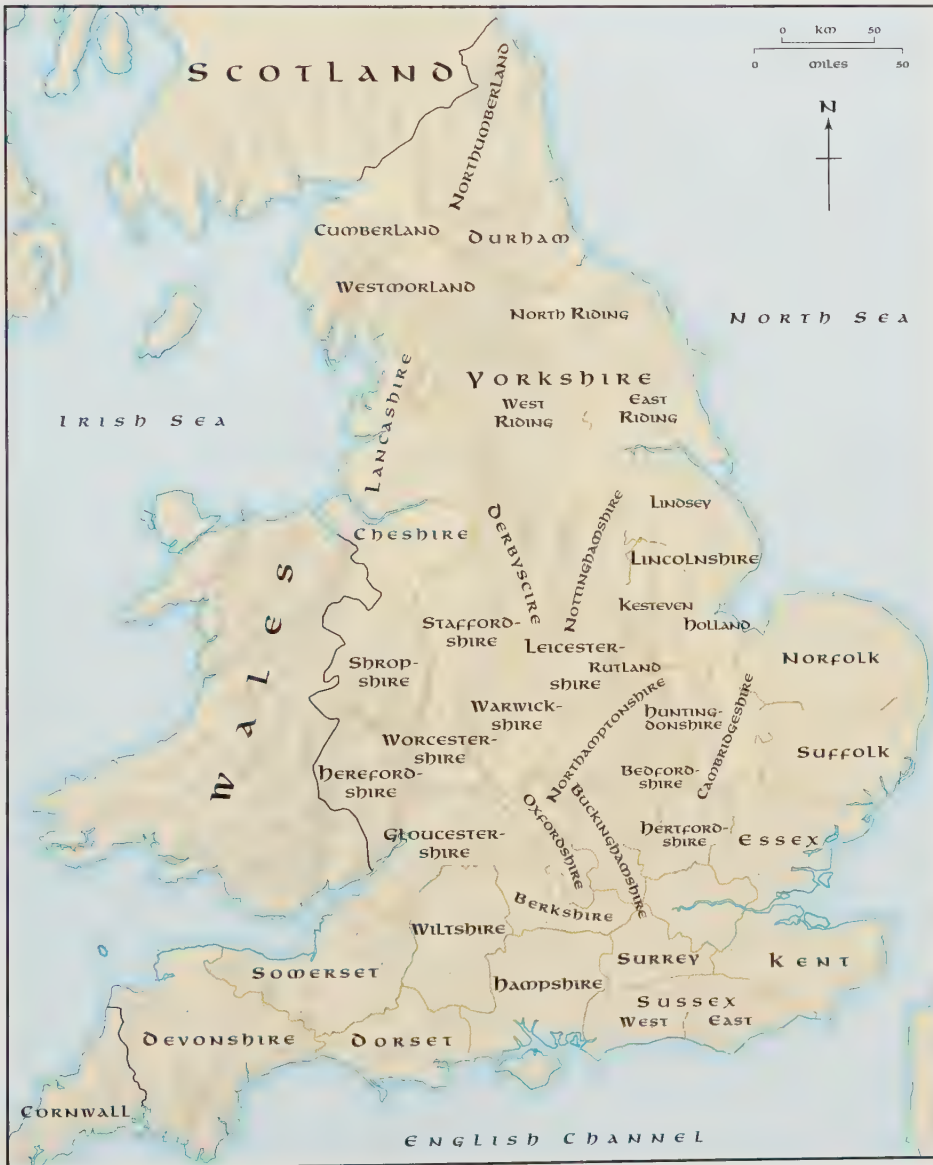 0 km 50
0 miles 50
N
SCOTLAND
NORTHUMBERLAND
CUMBERLAND
DURHAM
WESTMORLAND
NORTH RIDING
NORTH SEA
YORKSHIRE
WEST
RIDING
EAST
RIDING
IRISH SEA
LANCASHIRE
LINDSEY
CHESHIRE
DERBYSCIRE
NOTTINGHAMSHIRE
LINCOLNSHIRE
KESTEVEN
HOLLAND
WALES
STAFFORD-
SHIRE
LEICESTER-
SHIRE
RUTLAND
NORFOLK
SHROP-
SHIRE
WARWICK-
SHIRE
NORTHAMPTONSHIRE
HUNTING-
DONSHIRE
CAMBRIDGESHIRE
SUFFOLK
WORCESTER-
SHIRE
HEREFORD-
SHIRE
BEDFORD-
SHIRE
OXFORDSHIRE
BUCKINGHAMSHIRE
GLOUCESTER-
SHIRE
HERTFORD-
SHIRE
ESSEX
BERKSHIRE
WILTSHIRE
SOMERSET
SURREY
KENT
HAMPSHIRE
SUSSEX
WEST EAST
DEVONSHIRE
DORSET
CORNWALL
ENGLISH CHANNEL